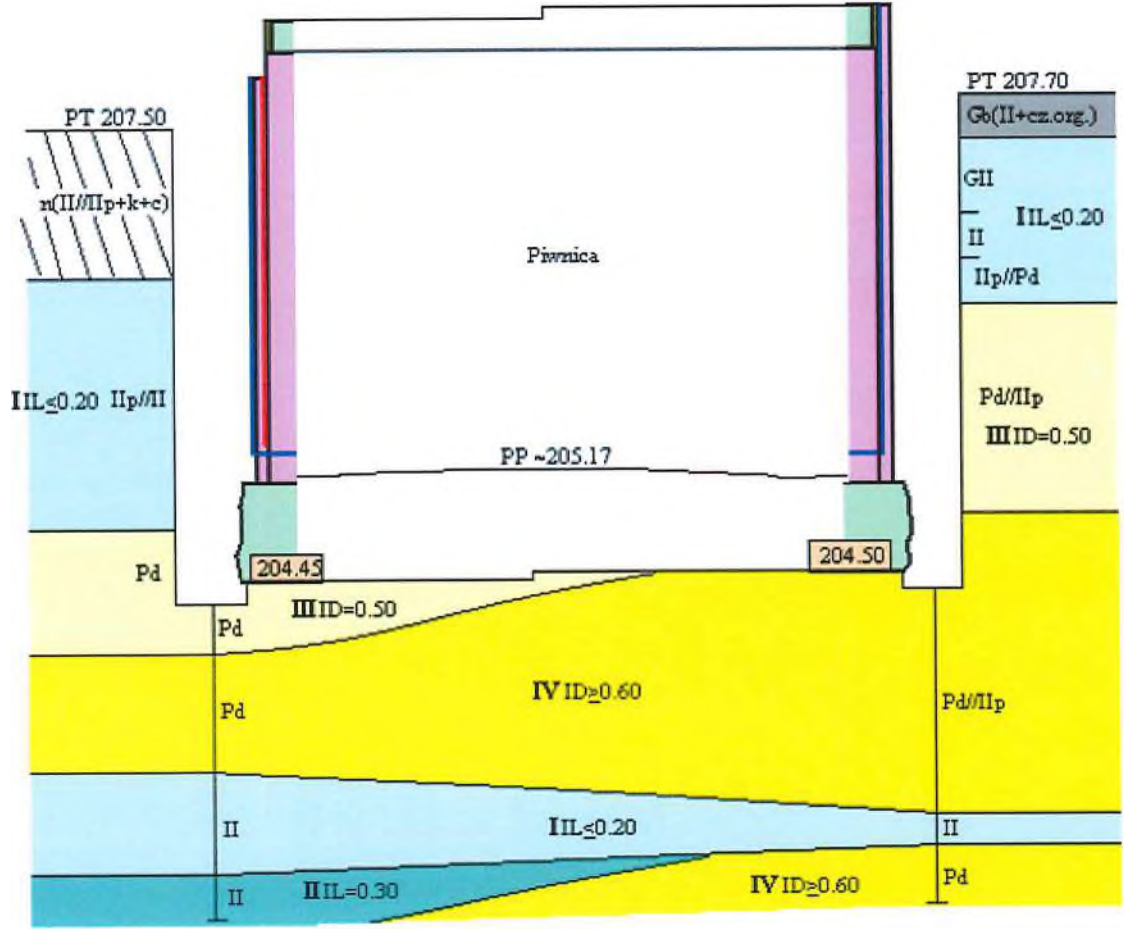 PT 207.50
PT 207.70
Gb(II+cz.org.)
GII
I IL≤0.20
II
IIp//Pd
n(II//IIp+k+c)
Piwnica
I IL≤0.20 IIp//II
Pd//IIp
III ID=0.50
PP ~205.17
204.45
204.50
Pd
III ID=0.50
Pd
Pd
IV ID≥0.60
Pd//IIp
II
I IL≤0.20
II
II
II IL=0.30
IV ID≥0.60
Pd